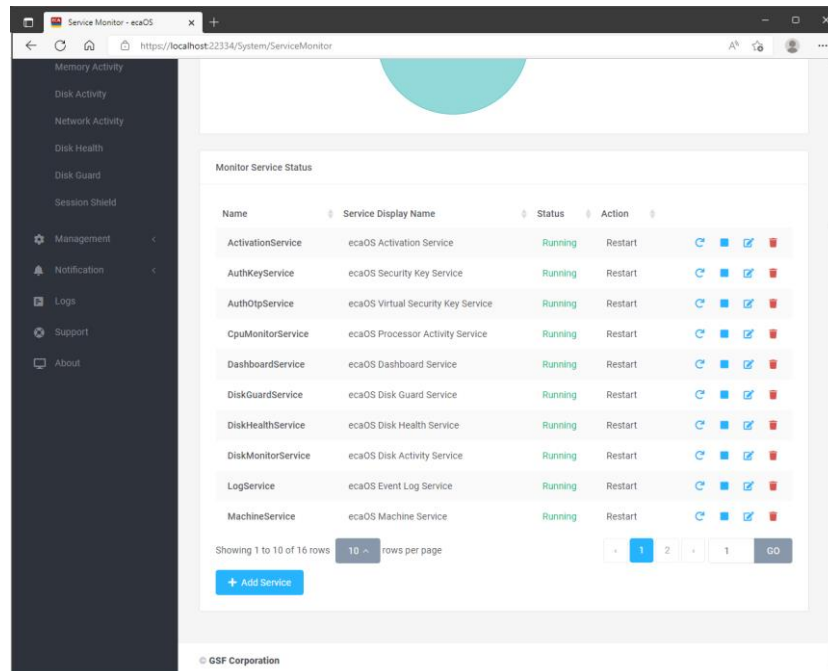 Service Monitor - ecaOS
https://localhost:22334/System/ServiceMonitor
Memory Activity
Disk Activity
Network Activity
Disk Health
Disk Guard
Session Shield
Management
Notification
Logs
Support
About
Monitor Service Status
Name Service Display Name Status Action
ActivationService ecaOS Activation Service Running Restart
AuthKeyService ecaOS Security Key Service Running Restart
AuthOtpService ecaOS Virtual Security Key Service Running Restart
CpuMonitorService ecaOS Processor Activity Service Running Restart
DashboardService ecaOS Dashboard Service Running Restart
DiskGuardService ecaOS Disk Guard Service Running Restart
DiskHealthService ecaOS Disk Health Service Running Restart
DiskMonitorService ecaOS Disk Activity Service Running Restart
LogService ecaOS Event Log Service Running Restart
MachineService ecaOS Machine Service Running Restart
Showing 1 to 10 of 16 rows 10 rows per page ‹ 1 2 › 1 GO
+ Add Service
© GSF Corporation